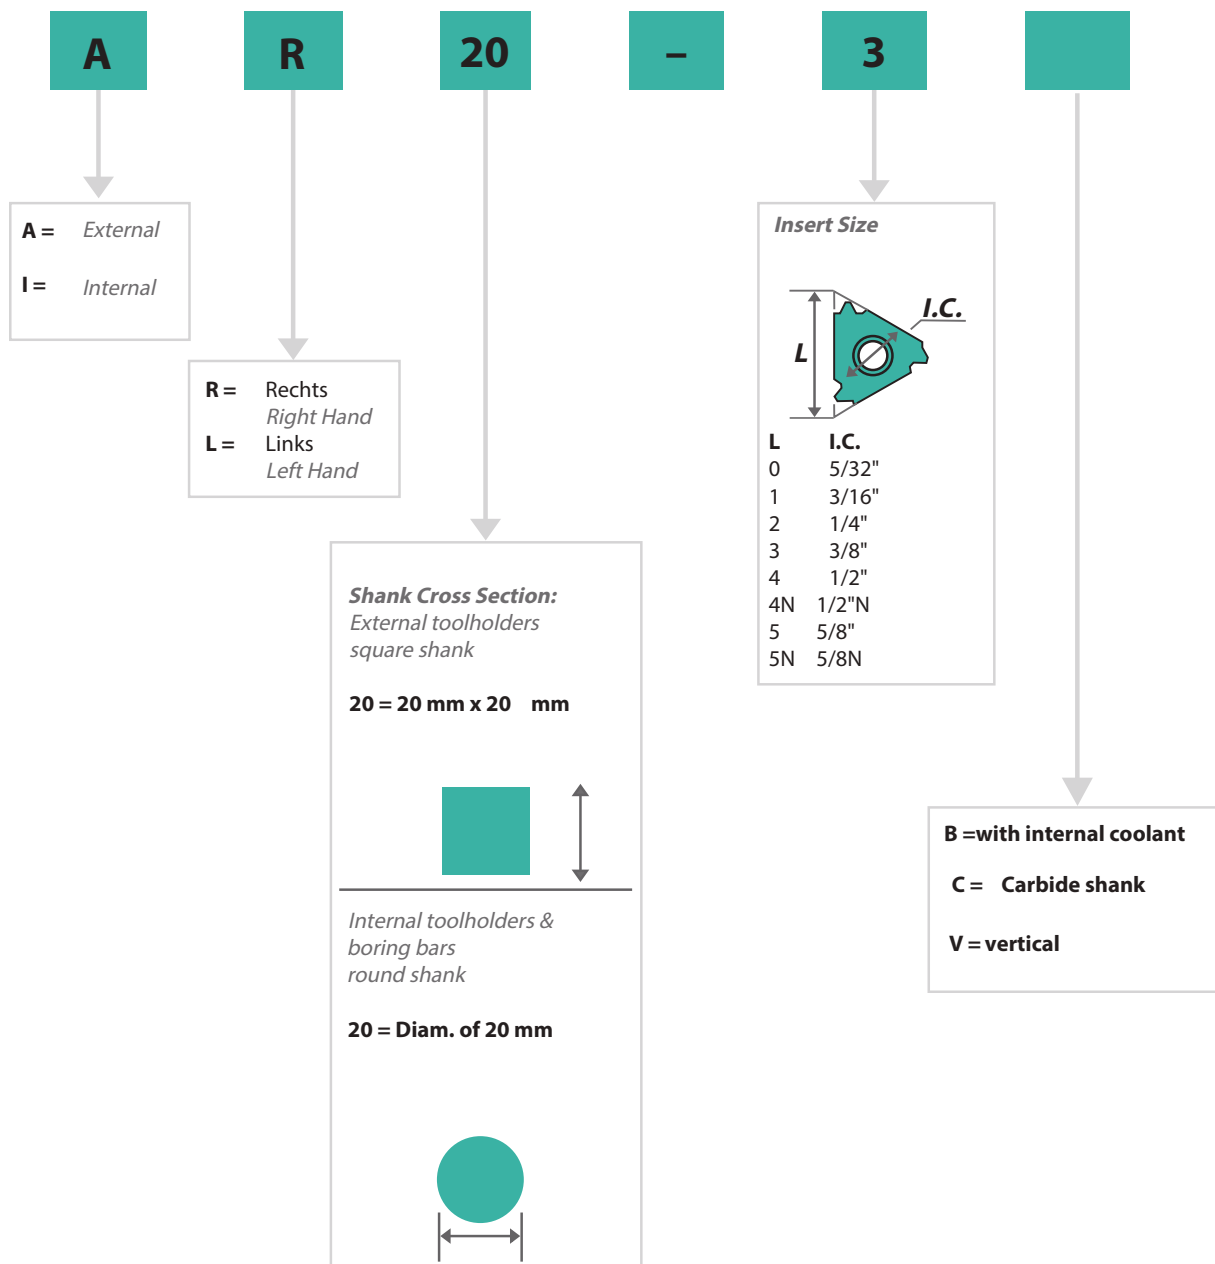 A R 20 – 3
A = External
I = Internal
R = Rechts
Right Hand
L = Links
Left Hand
Shank Cross Section:
External toolholders
square shank
20 = 20 mm x 20 mm
Internal toolholders &
boring bars
round shank
20 = Diam. of 20 mm
Insert Size
I.C.
L
L I.C.
0 5/32"
1 3/16"
2 1/4"
3 3/8"
4 1/2"
4N 1/2"N
5 5/8"
5N 5/8N
B =with internal coolant
C = Carbide shank
V = vertical